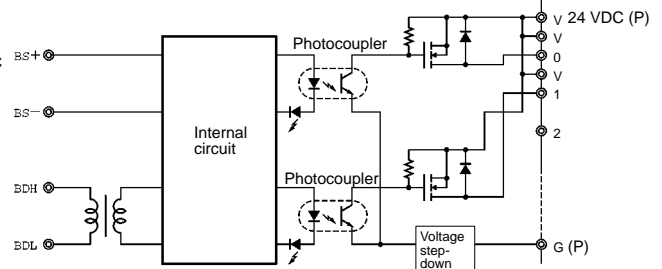 V 24 VDC (P)
Photocoupler
V
BS+
0
V
1
BS−
Internal
circuit
2
Photocoupler
BDH
Voltage
step-
down
BDL
G (P)